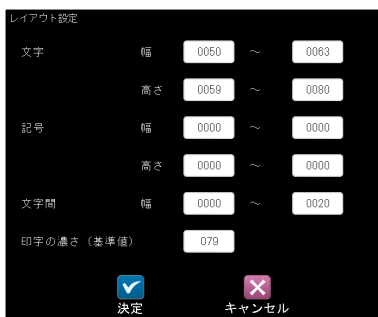 レイアウト設定
文字 幅 0050 ～ 0063
高さ 0059 ～ 0080
記号 幅 0000 ～ 0000
高さ 0000 ～ 0000
文字間 幅 0000 ～ 0020
印字の濃さ（基準値） 079
決定 キャンセル